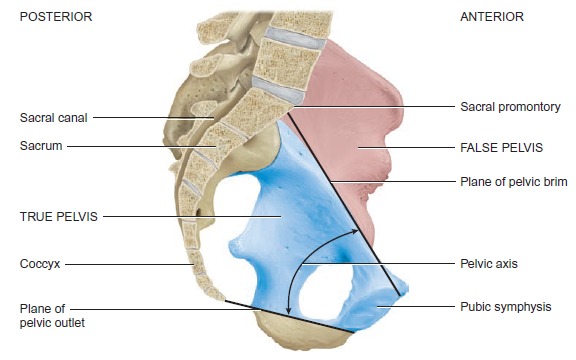 POSTERIOR
ANTERIOR
Sacral canal
Sacrum
TRUE PELVIS
Coccyx
Plane of
pelvic outlet
Sacral promontory
FALSE PELVIS
Plane of pelvic brim
Pelvic axis
Pubic symphysis